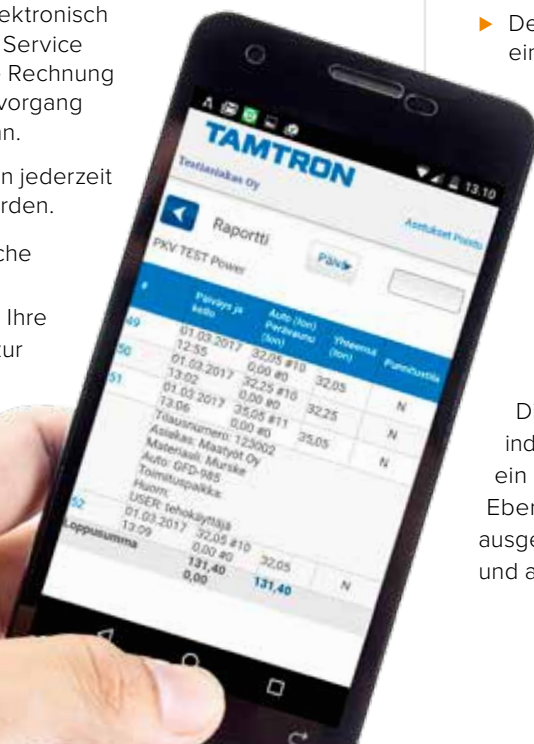 ektronisch
Service
Rechnung
vorgang
n.
n jederzeit
rden.
che
Ihre
tur
De
ein
D
ind
ein
Eben
ausge
und a
13.10
TAMTRON
Testiasiakas Oy
Asetukset Poistu
Raportti
Päivä
PKV TEST Power
# Päiväys ja Auto (ton) Yhteensä Punnitustila
kello Perävaunu (ton)
(ton)
49 01.03.2017 32,05 #10 32,05 N
12:55 0,00 #0
50 01.03.2017 32,25 #10 32,25 N
13:02 0,00 #0
51 01.03.2017 35,05 #11 35,05 N
13:06 0,00 #0
Tilausnumero: 123002
Asiakas: Maatyöt Oy
Materiaali: Murske
Auto: GFD-985
Toimituspaikka:
Huom:
USER: tehokäyttäjä
52 01.03.2017 32,05 #10 32,05 N
13:09 0,00 #0
Loppusumma 131,40 131,40
0,00